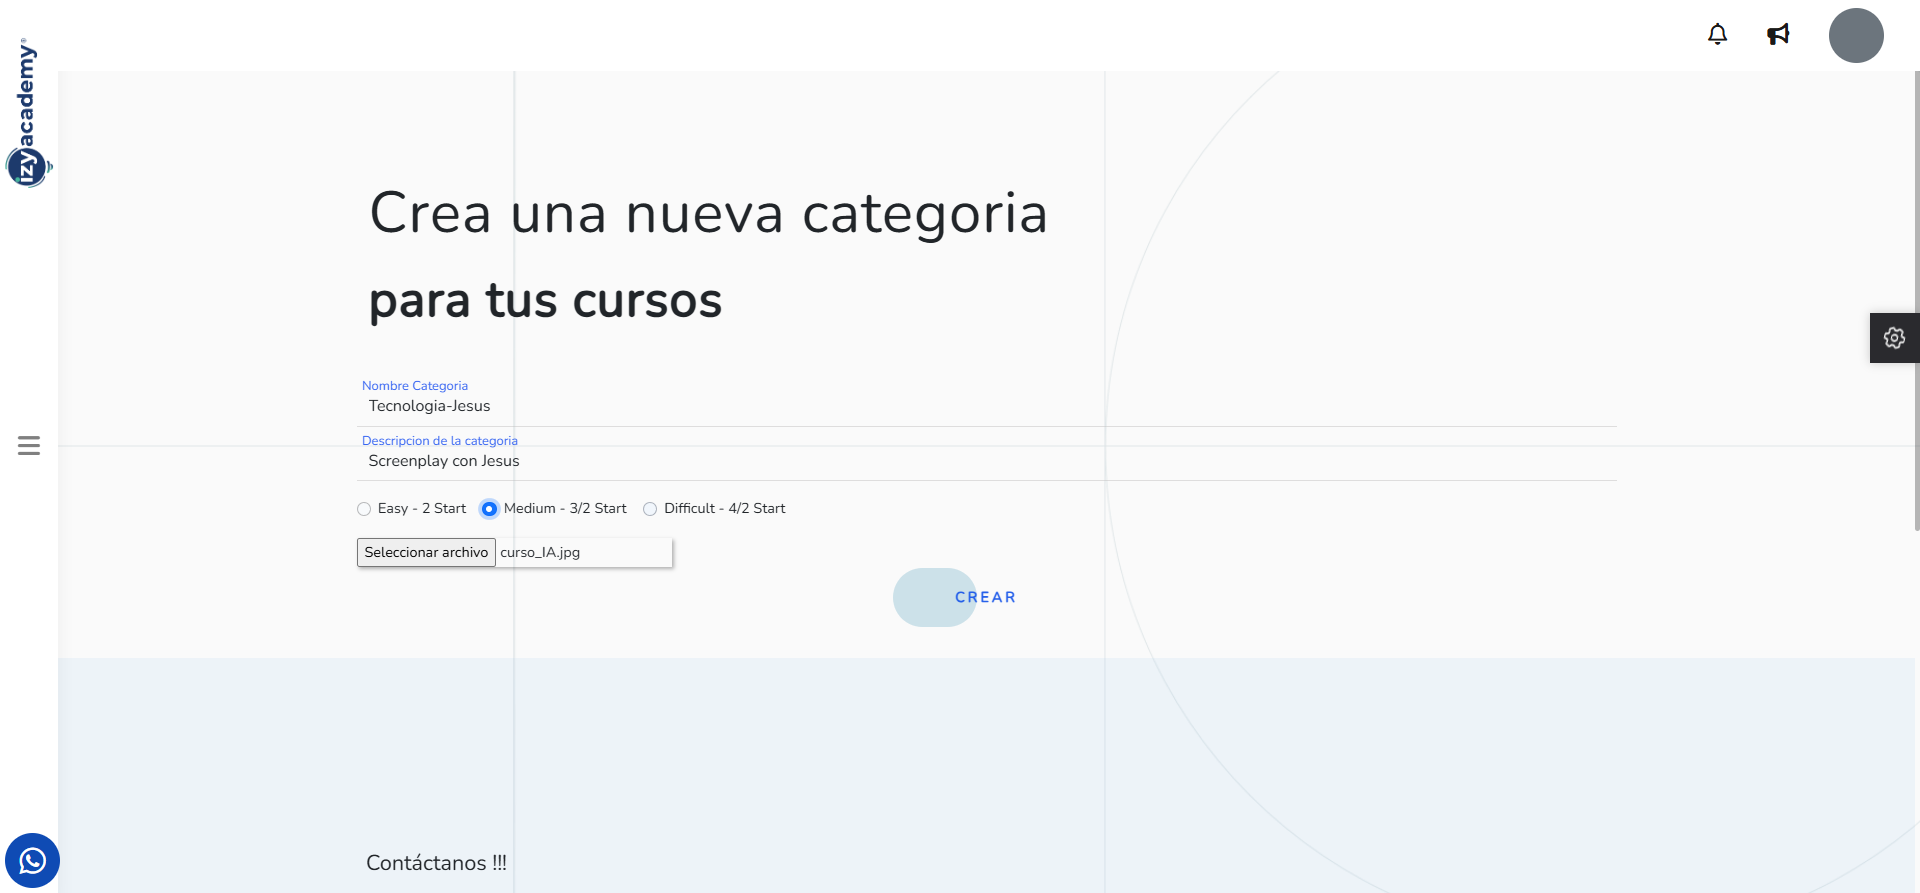 izyacademy®
Crea una nueva categoria
para tus cursos
Nombre Categoria
Tecnologia-Jesus
Descripcion de la categoria
Screenplay con Jesus
Easy - 2 Start Medium - 3/2 Start Difficult - 4/2 Start
Seleccionar archivo curso_IA.jpg
CREAR
Contáctanos !!!